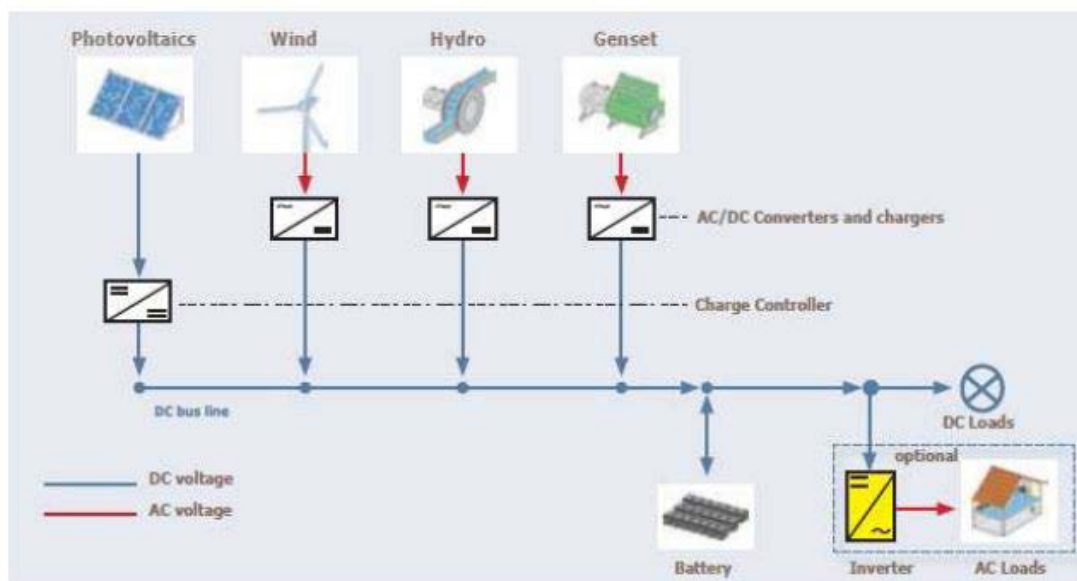 Photovoltaics
Wind
Hydro
Genset
AC/DC Converters and chargers
Charge Controller
DC bus line
DC Loads
DC voltage
AC voltage
optional
Battery
Inverter
AC Loads